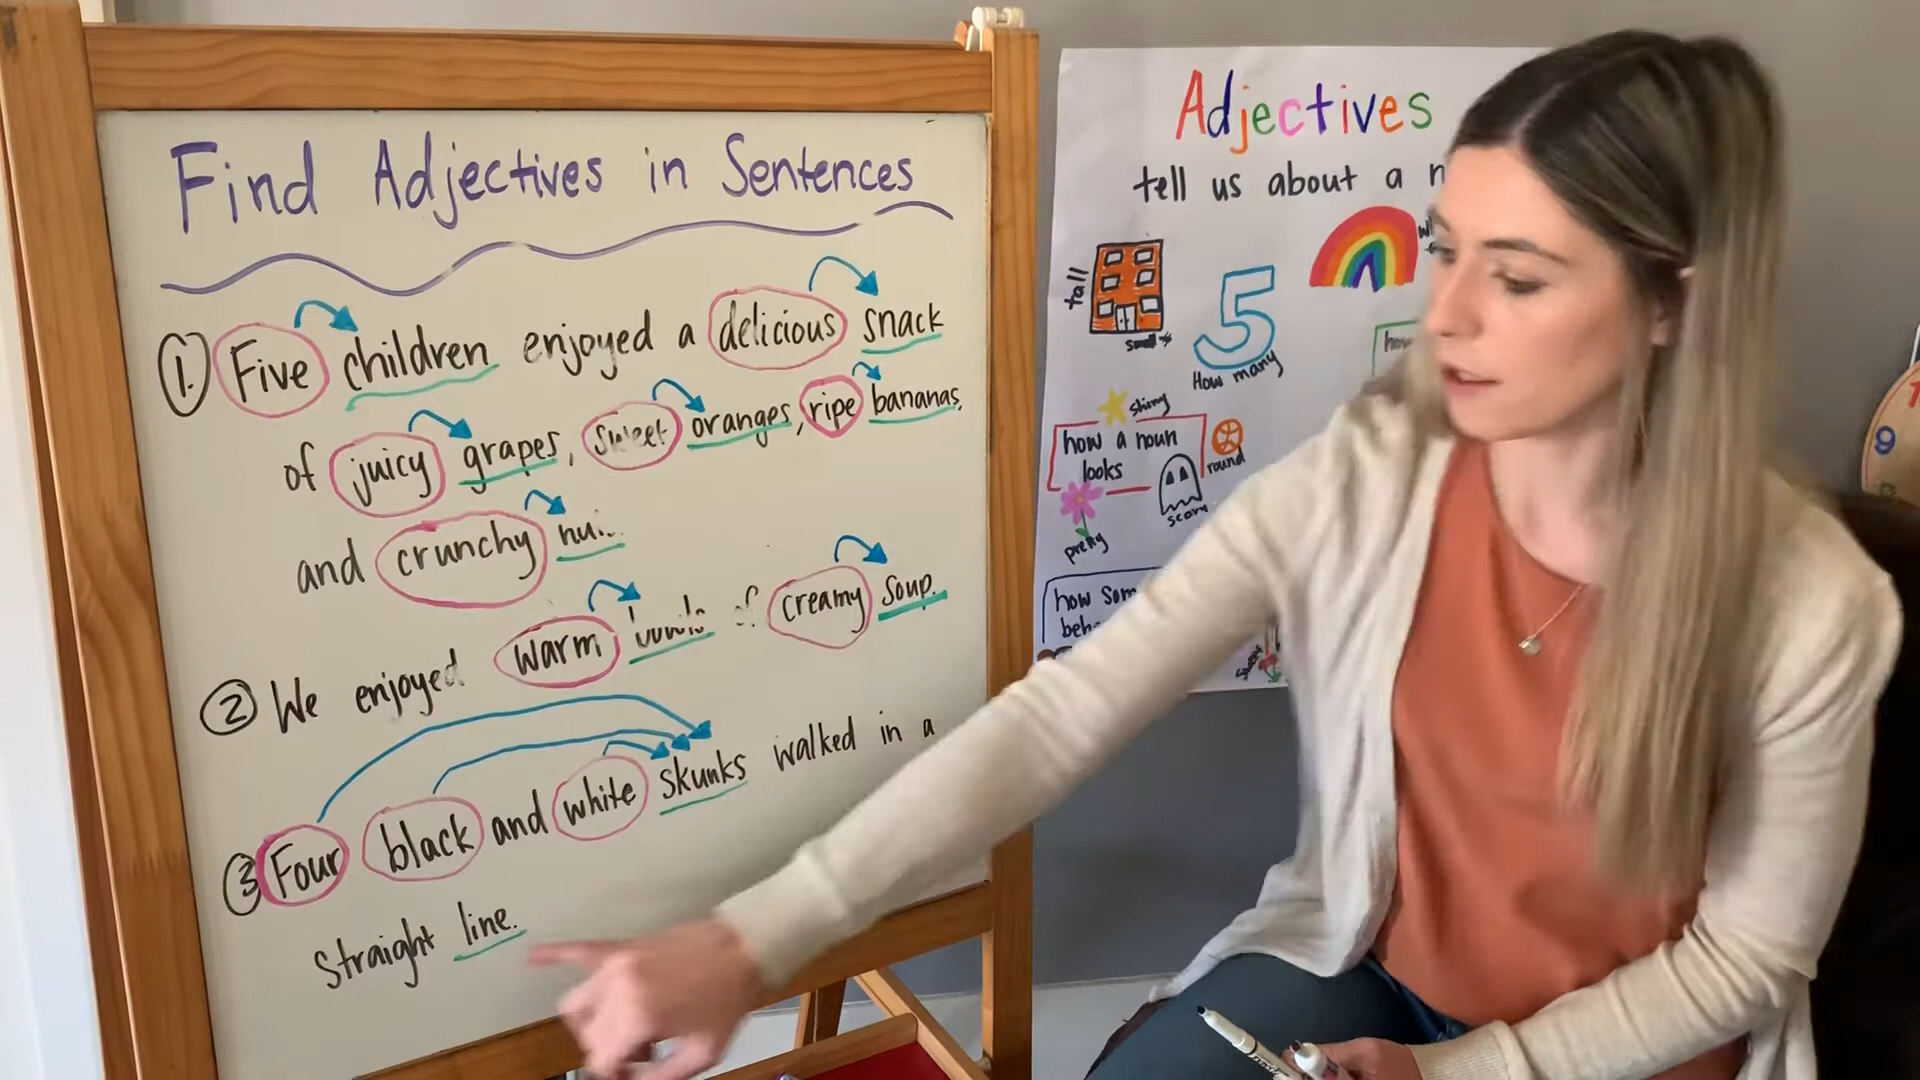 Find Adjectives in Sentences
1. Five children enjoyed a delicious snack
of juicy grapes, sweet oranges, ripe bananas,
and crunchy
2 We enjoyed warm of creamy soup.
3 Four black and white skunks walked in a
straight line.
Adjectives
tell us about a
tall
small
5
How many
shiny
how a noun
looks
round
scary
pretty
how
9